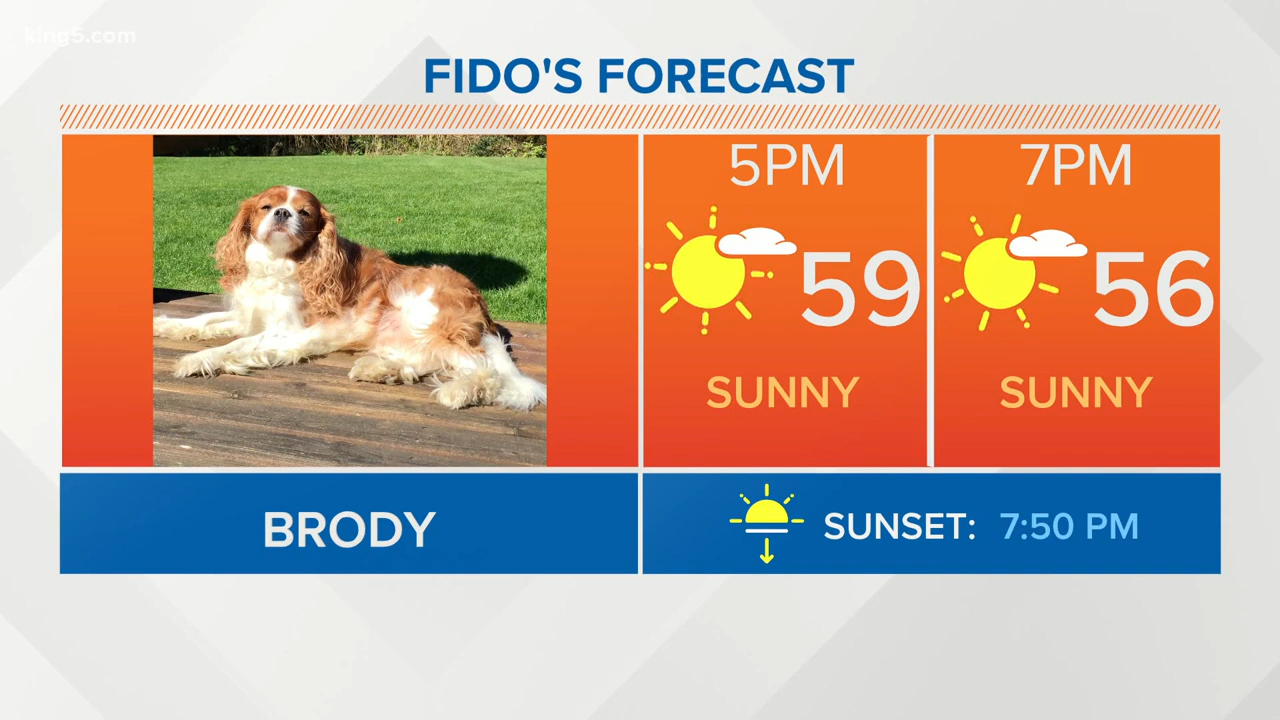 king5.com
FIDO'S FORECAST
5PM
59
SUNNY
7PM
56
SUNNY
BRODY
SUNSET: 7:50 PM